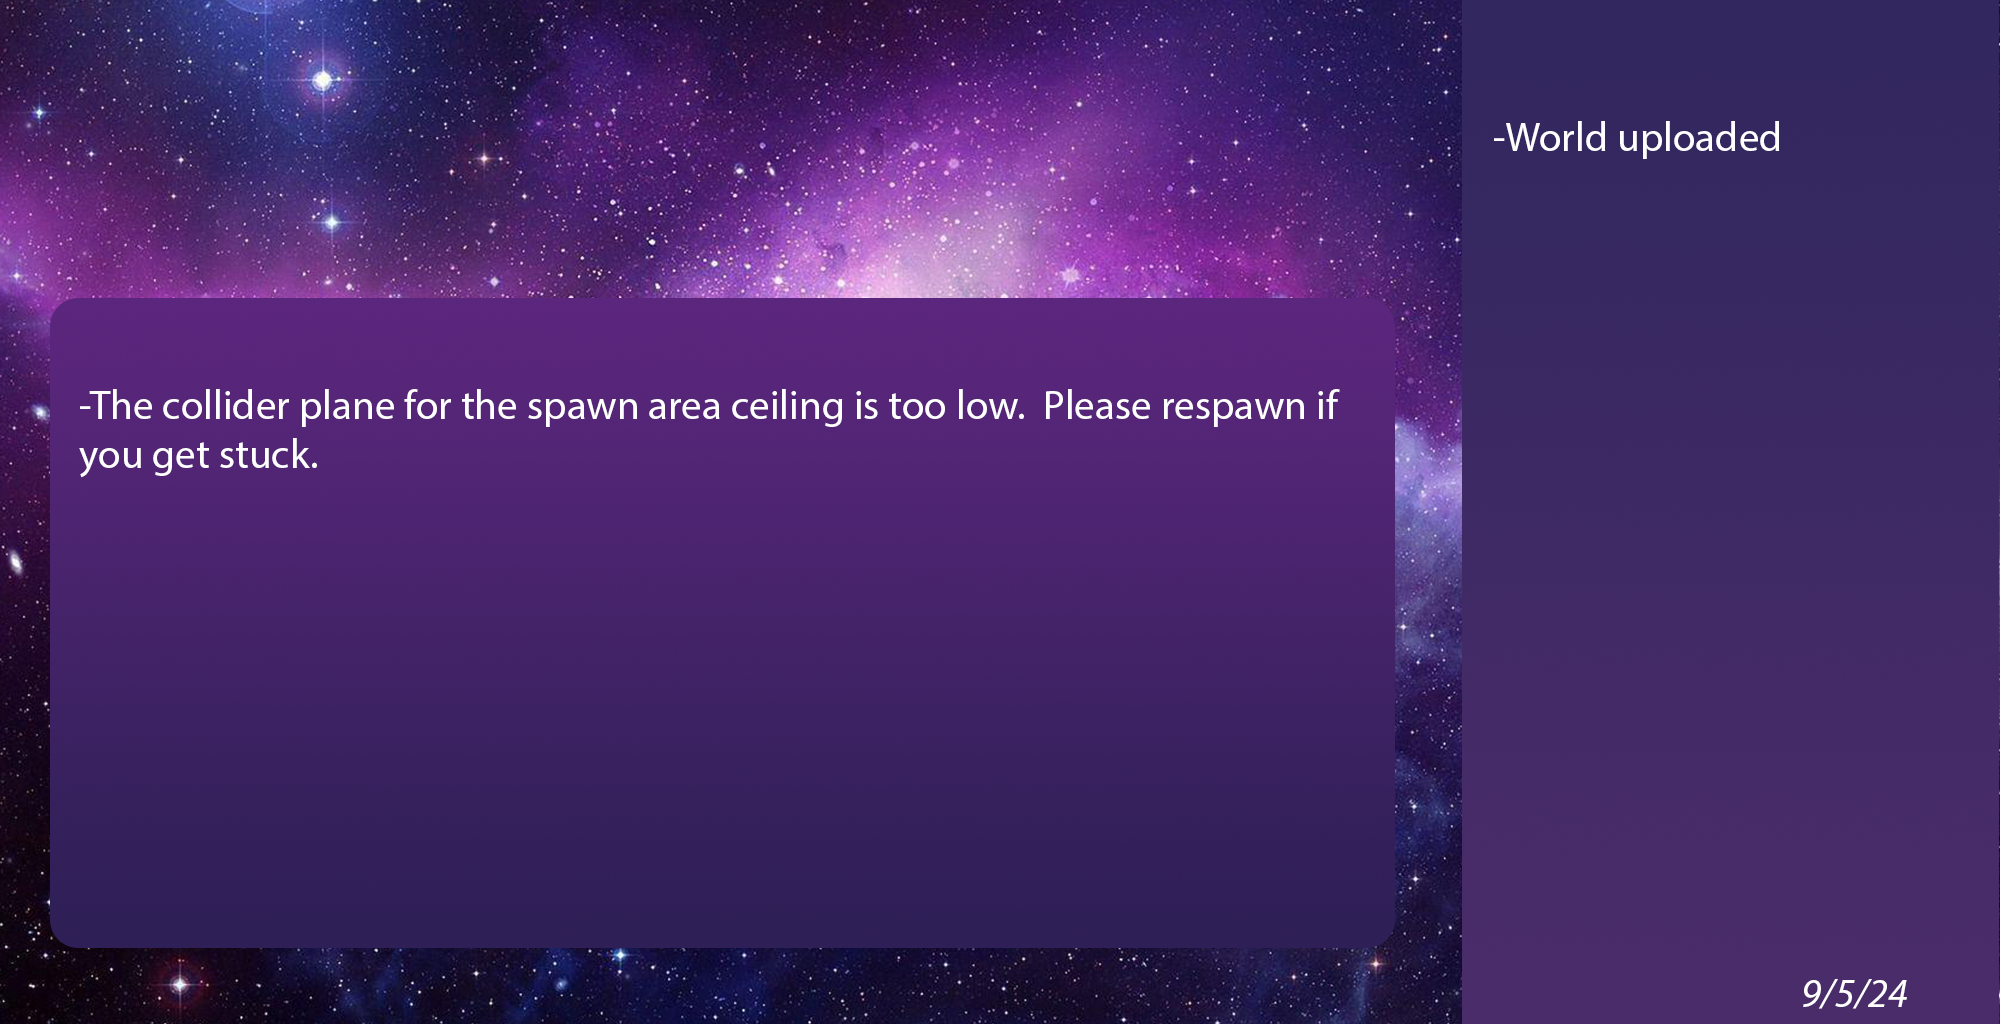 -The collider plane for the spawn area ceiling is too low.  Please respawn if
you get stuck.
-World uploaded
9/5/24